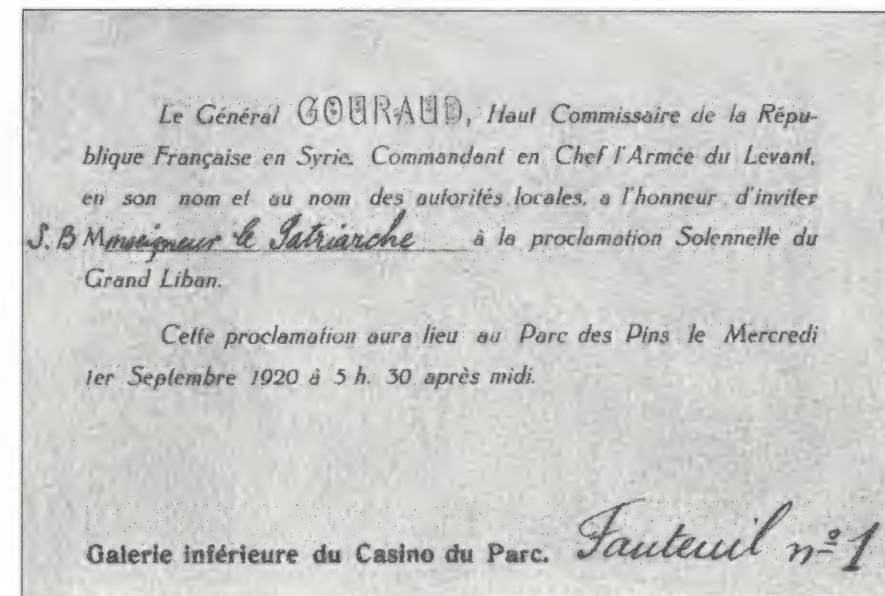 Le Général GOURAUD, Haut Commissaire de la Répu-
blique Française en Syrie. Commandant en Chef l'Armée du Levant,
en son nom et au nom des autorités locales, a l'honneur d'inviter
S. B Monseigneur le Patriarche à la proclamation Solennelle du
Grand Liban.
Cette proclamation aura lieu au Parc des Pins le Mercredi
1er Septembre 1920 à 5 h. 30 après midi.
Galerie inférieure du Casino du Parc. Fauteuil nº 1